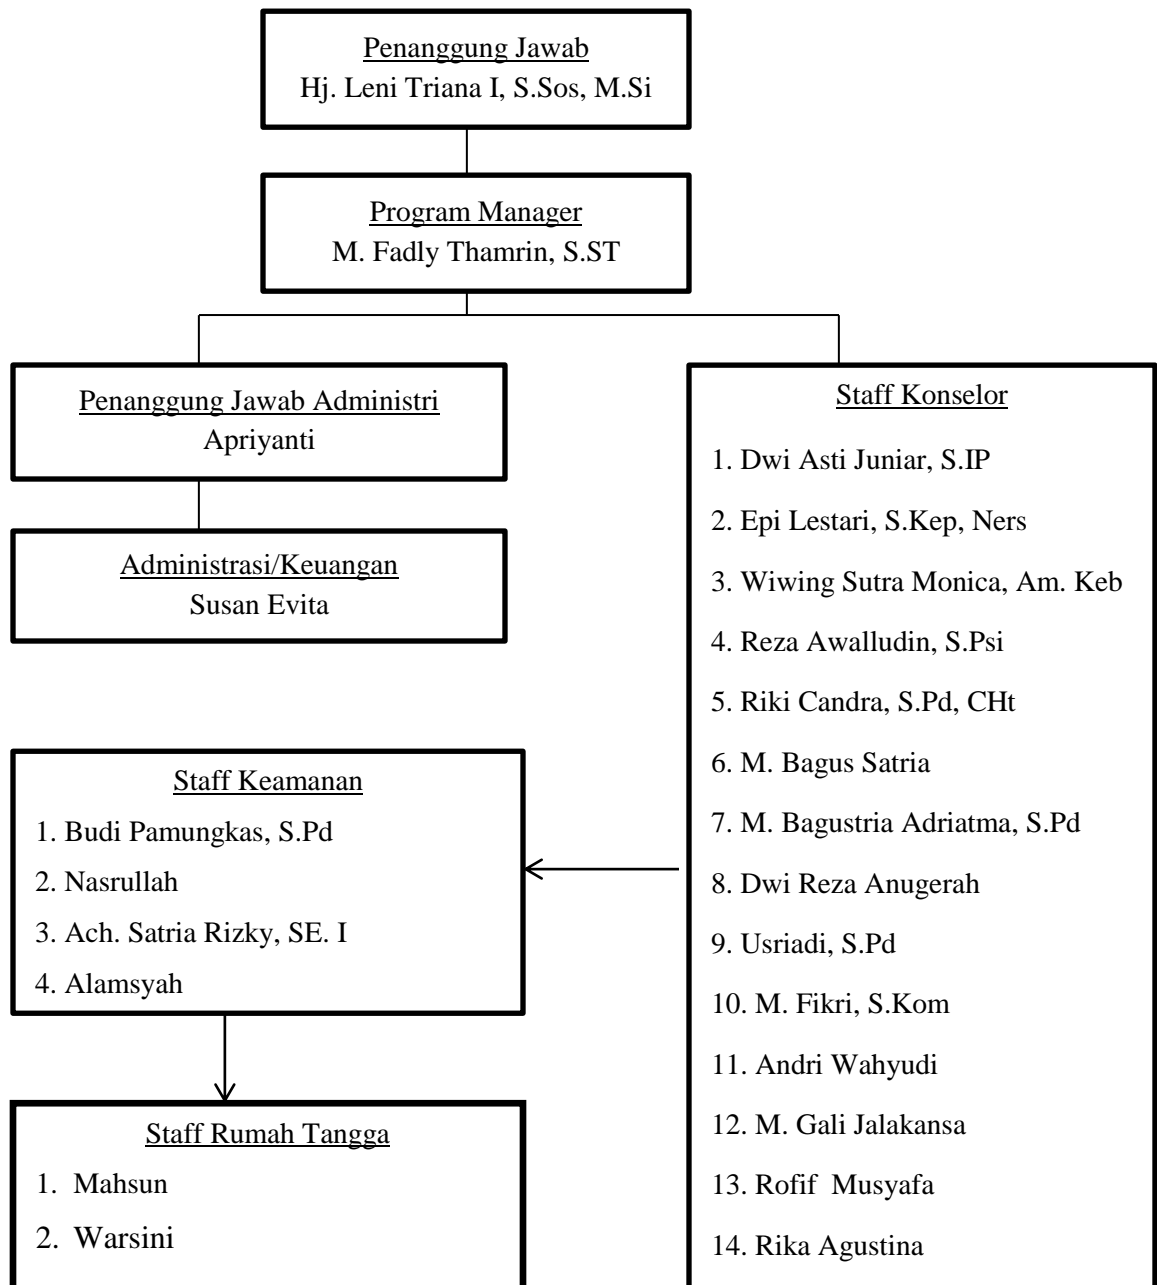 Penanggung Jawab
Hj. Leni Triana I, S.Sos, M.Si
Program Manager
M. Fadly Thamrin, S.ST
Penanggung Jawab Administri
Apriyanti
Administrasi/Keuangan
Susan Evita
Staff Konselor
1. Dwi Asti Juniar, S.IP
2. Epi Lestari, S.Kep, Ners
3. Wiwing Sutra Monica, Am. Keb
4. Reza Awalludin, S.Psi
5. Riki Candra, S.Pd, CHt
6. M. Bagus Satria
7. M. Bagustria Adriatma, S.Pd
8. Dwi Reza Anugerah
9. Usriadi, S.Pd
10. M. Fikri, S.Kom
11. Andri Wahyudi
12. M. Gali Jalakansa
13. Rofif Musyafa
14. Rika Agustina
Staff Keamanan
1. Budi Pamungkas, S.Pd
2. Nasrullah
3. Ach. Satria Rizky, SE. I
4. Alamsyah
Staff Rumah Tangga
1. Mahsun
2. Warsini